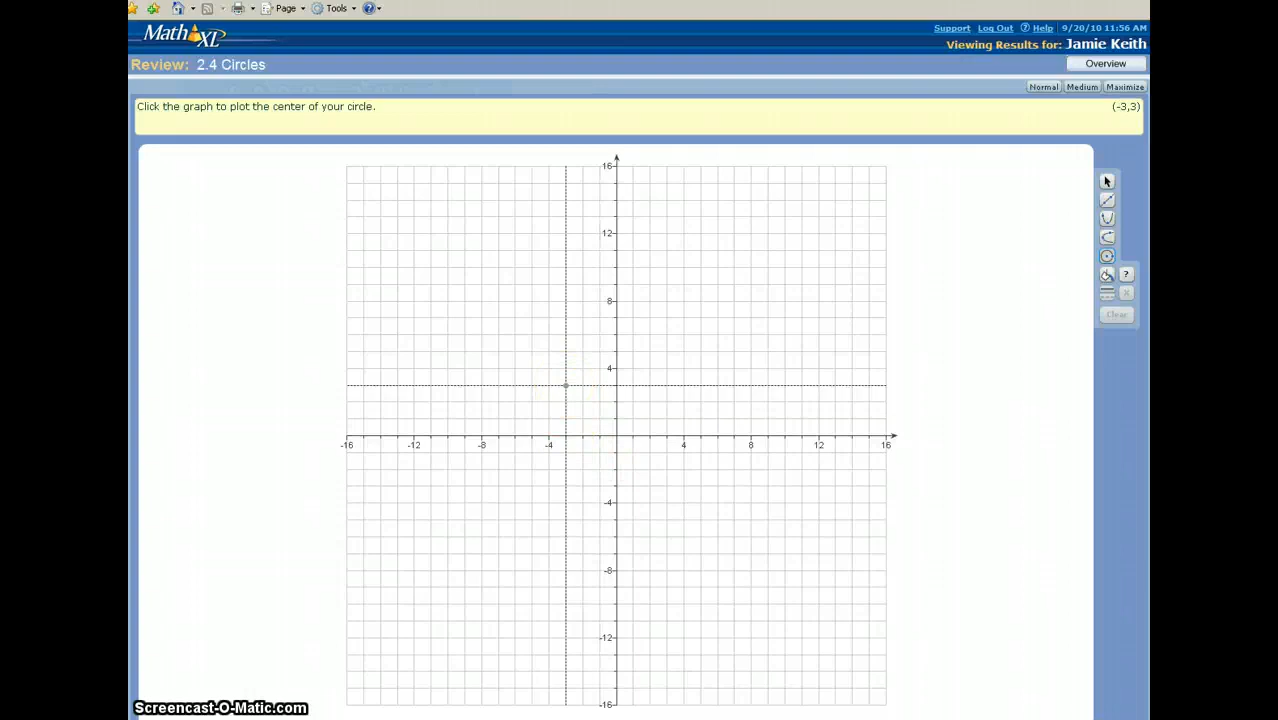 Page Tools
Math XL
Support Log Out Help 9/20/10 11:56 AM
Viewing Results for: Jamie Keith
Review: 2.4 Circles
Overview
Normal Medium Maximize
Click the graph to plot the center of your circle.
(-3,3)
16
12
8
4
-16 -12 -8 -4 4 8 12 16
-4
-8
-12
-16
?
x
Clear
Screencast-O-Matic.com